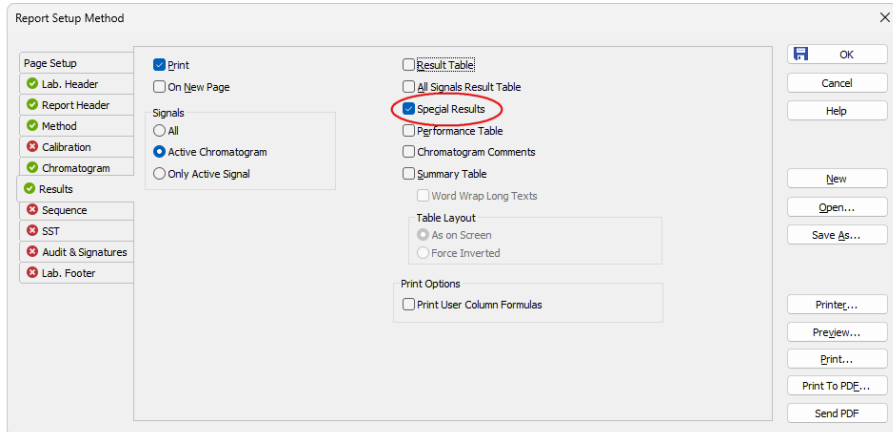 Report Setup Method
Page Setup
Lab. Header
Report Header
Method
Calibration
Chromatogram
Results
Sequence
SST
Audit & Signatures
Lab. Footer
Print
On New Page
Signals
All
Active Chromatogram
Only Active Signal
Result Table
All Signals Result Table
Special Results
Performance Table
Chromatogram Comments
Summary Table
Word Wrap Long Texts
Table Layout
As on Screen
Force Inverted
Print Options
Print User Column Formulas
OK
Cancel
Help
New
Open...
Save As...
Printer...
Preview...
Print...
Print To PDF...
Send PDF